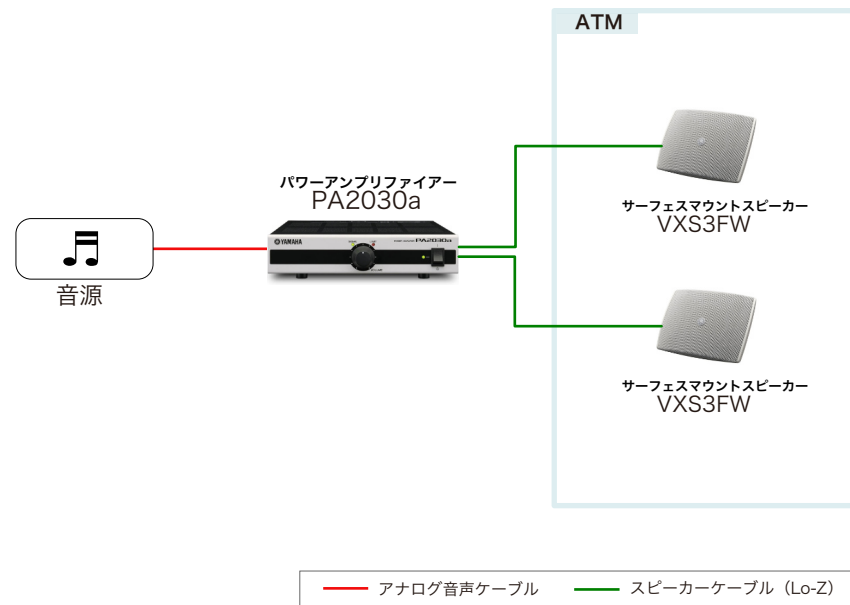 ATM
パワーアンプリファイアー
PA2030a
YAMAHA
PA2030a
VOLUME
音源
サーフェスマウントスピーカー
VXS3FW
サーフェスマウントスピーカー
VXS3FW
アナログ音声ケーブル
スピーカーケーブル（Lo-Z）